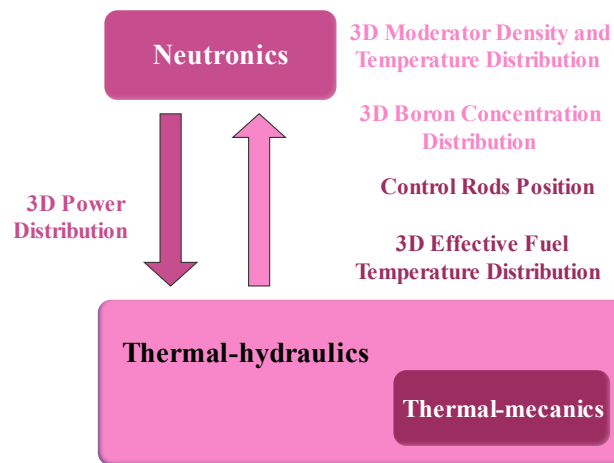 Neutronics
3D Moderator Density and
Temperature Distribution
3D Boron Concentration
Distribution
Control Rods Position
3D Power
Distribution
3D Effective Fuel
Temperature Distribution
Thermal-hydraulics
Thermal-mecanics